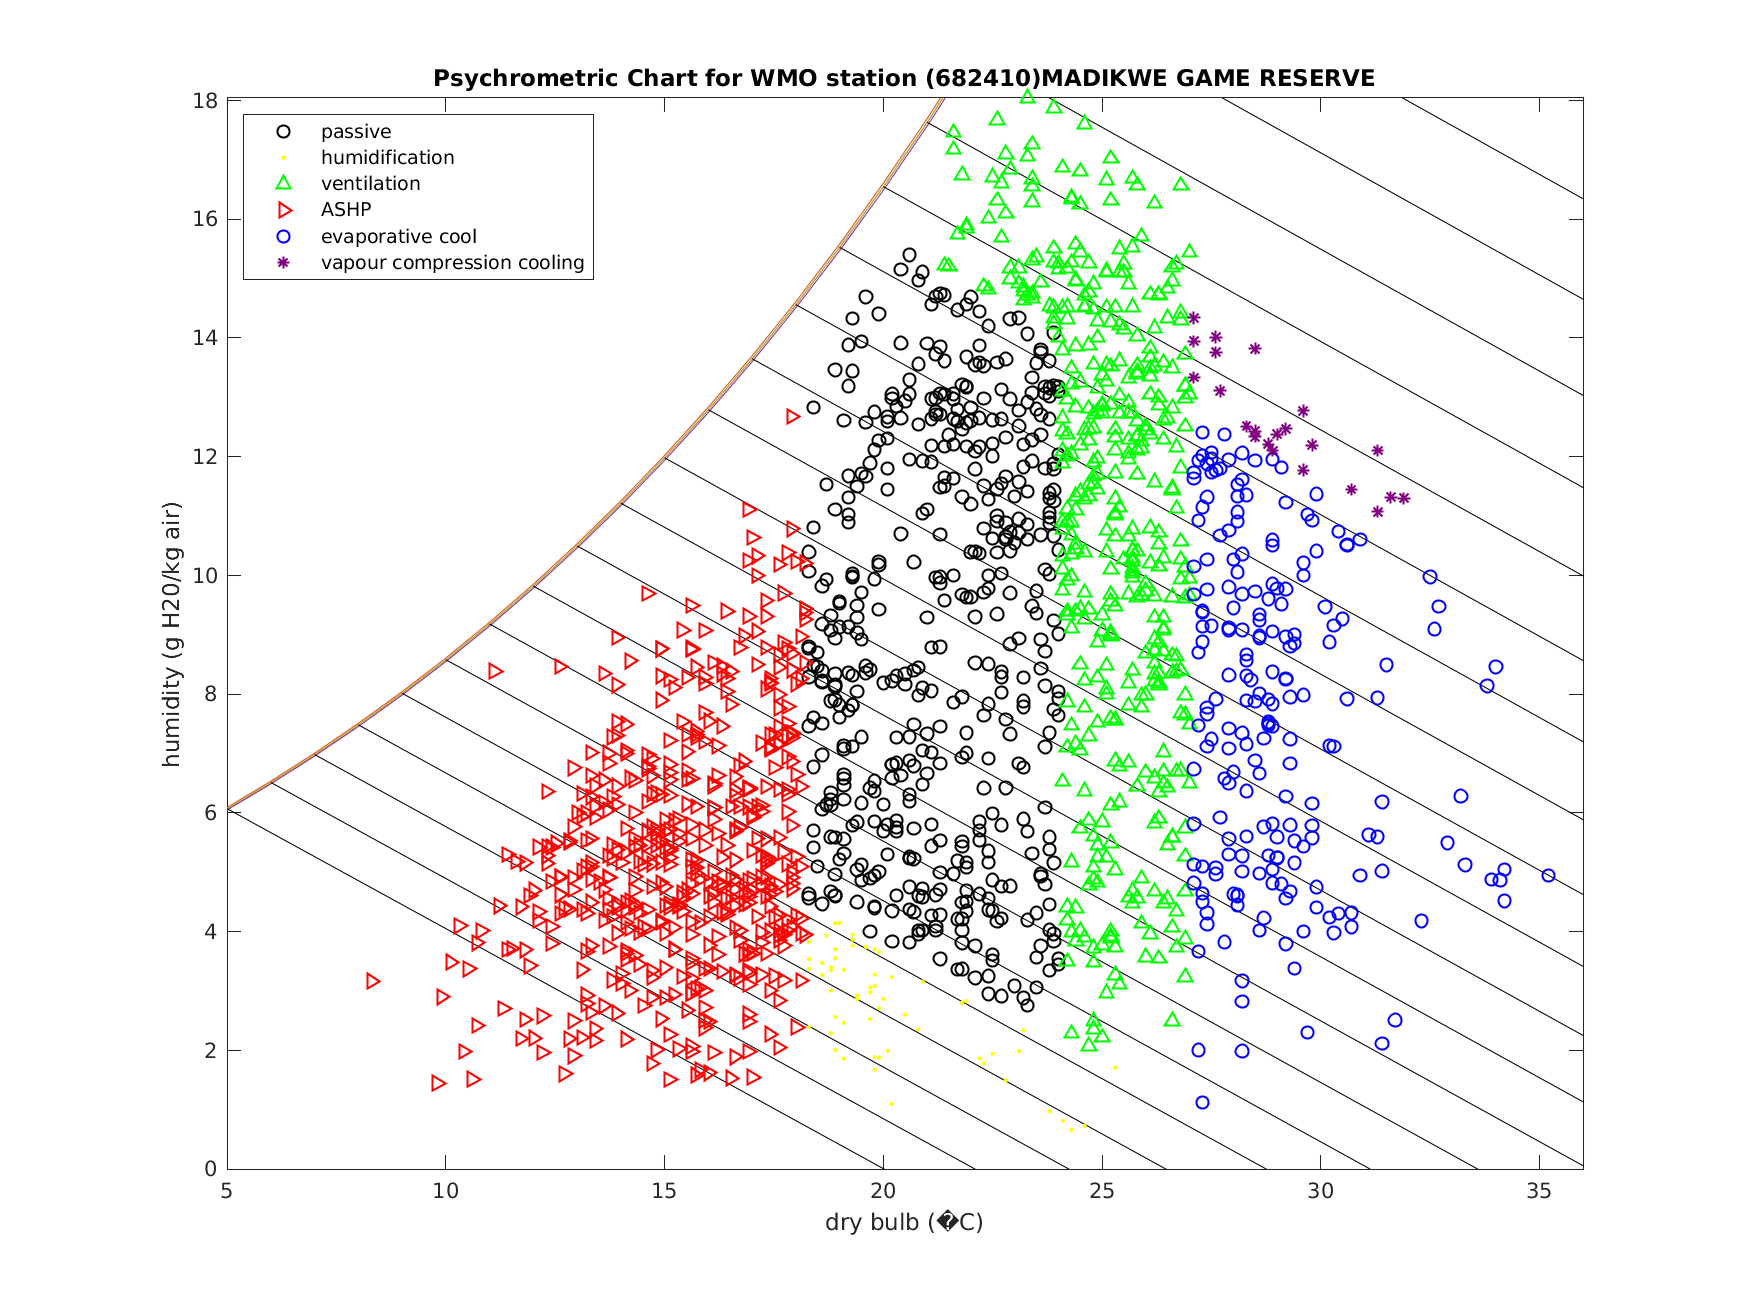 Psychrometric Chart for WMO station (682410)MADIKWE GAME RESERVE
passive
humidification
ventilation
ASHP
evaporative cool
vapour compression cooling
humidity (g H20/kg air)
18
16
14
12
10
8
6
4
2
0
5 10 15 20 25 30 35
dry bulb (�C)